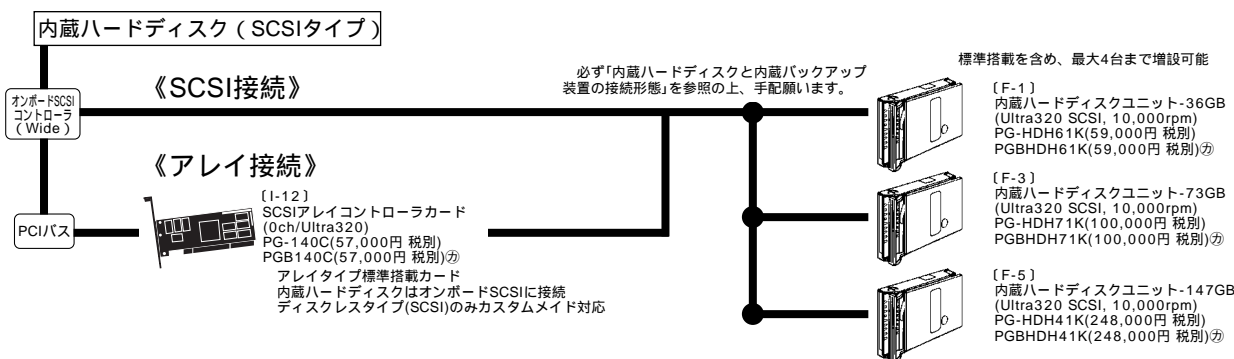 内蔵ハードディスク(SCSIタイプ)
オンボードSCSI
コントローラ
(Wide)
《SCSI接続》
必ず「内蔵ハードディスクと内蔵バックアップ
装置の接続形態」を参照の上、手配願います。
標準搭載を含め、最大4台まで増設可能
〔F-1〕
内蔵ハードディスクユニット-36GB
(Ultra320 SCSI, 10,000rpm)
PG-HDH61K(59,000円 税別)
PGBHDH61K(59,000円 税別)㋕
《アレイ接続》
PCIバス
〔I-12〕
SCSIアレイコントローラカード
(0ch/Ultra320)
PG-140C(57,000円 税別)
PGB140C(57,000円 税別)㋕
アレイタイプ標準搭載カード
内蔵ハードディスクはオンボードSCSIに接続
ディスクレスタイプ(SCSI)のみカスタムメイド対応
〔F-3〕
内蔵ハードディスクユニット-73GB
(Ultra320 SCSI, 10,000rpm)
PG-HDH71K(100,000円 税別)
PGBHDH71K(100,000円 税別)㋕
〔F-5〕
内蔵ハードディスクユニット-147GB
(Ultra320 SCSI, 10,000rpm)
PG-HDH41K(248,000円 税別)
PGBHDH41K(248,000円 税別)㋕